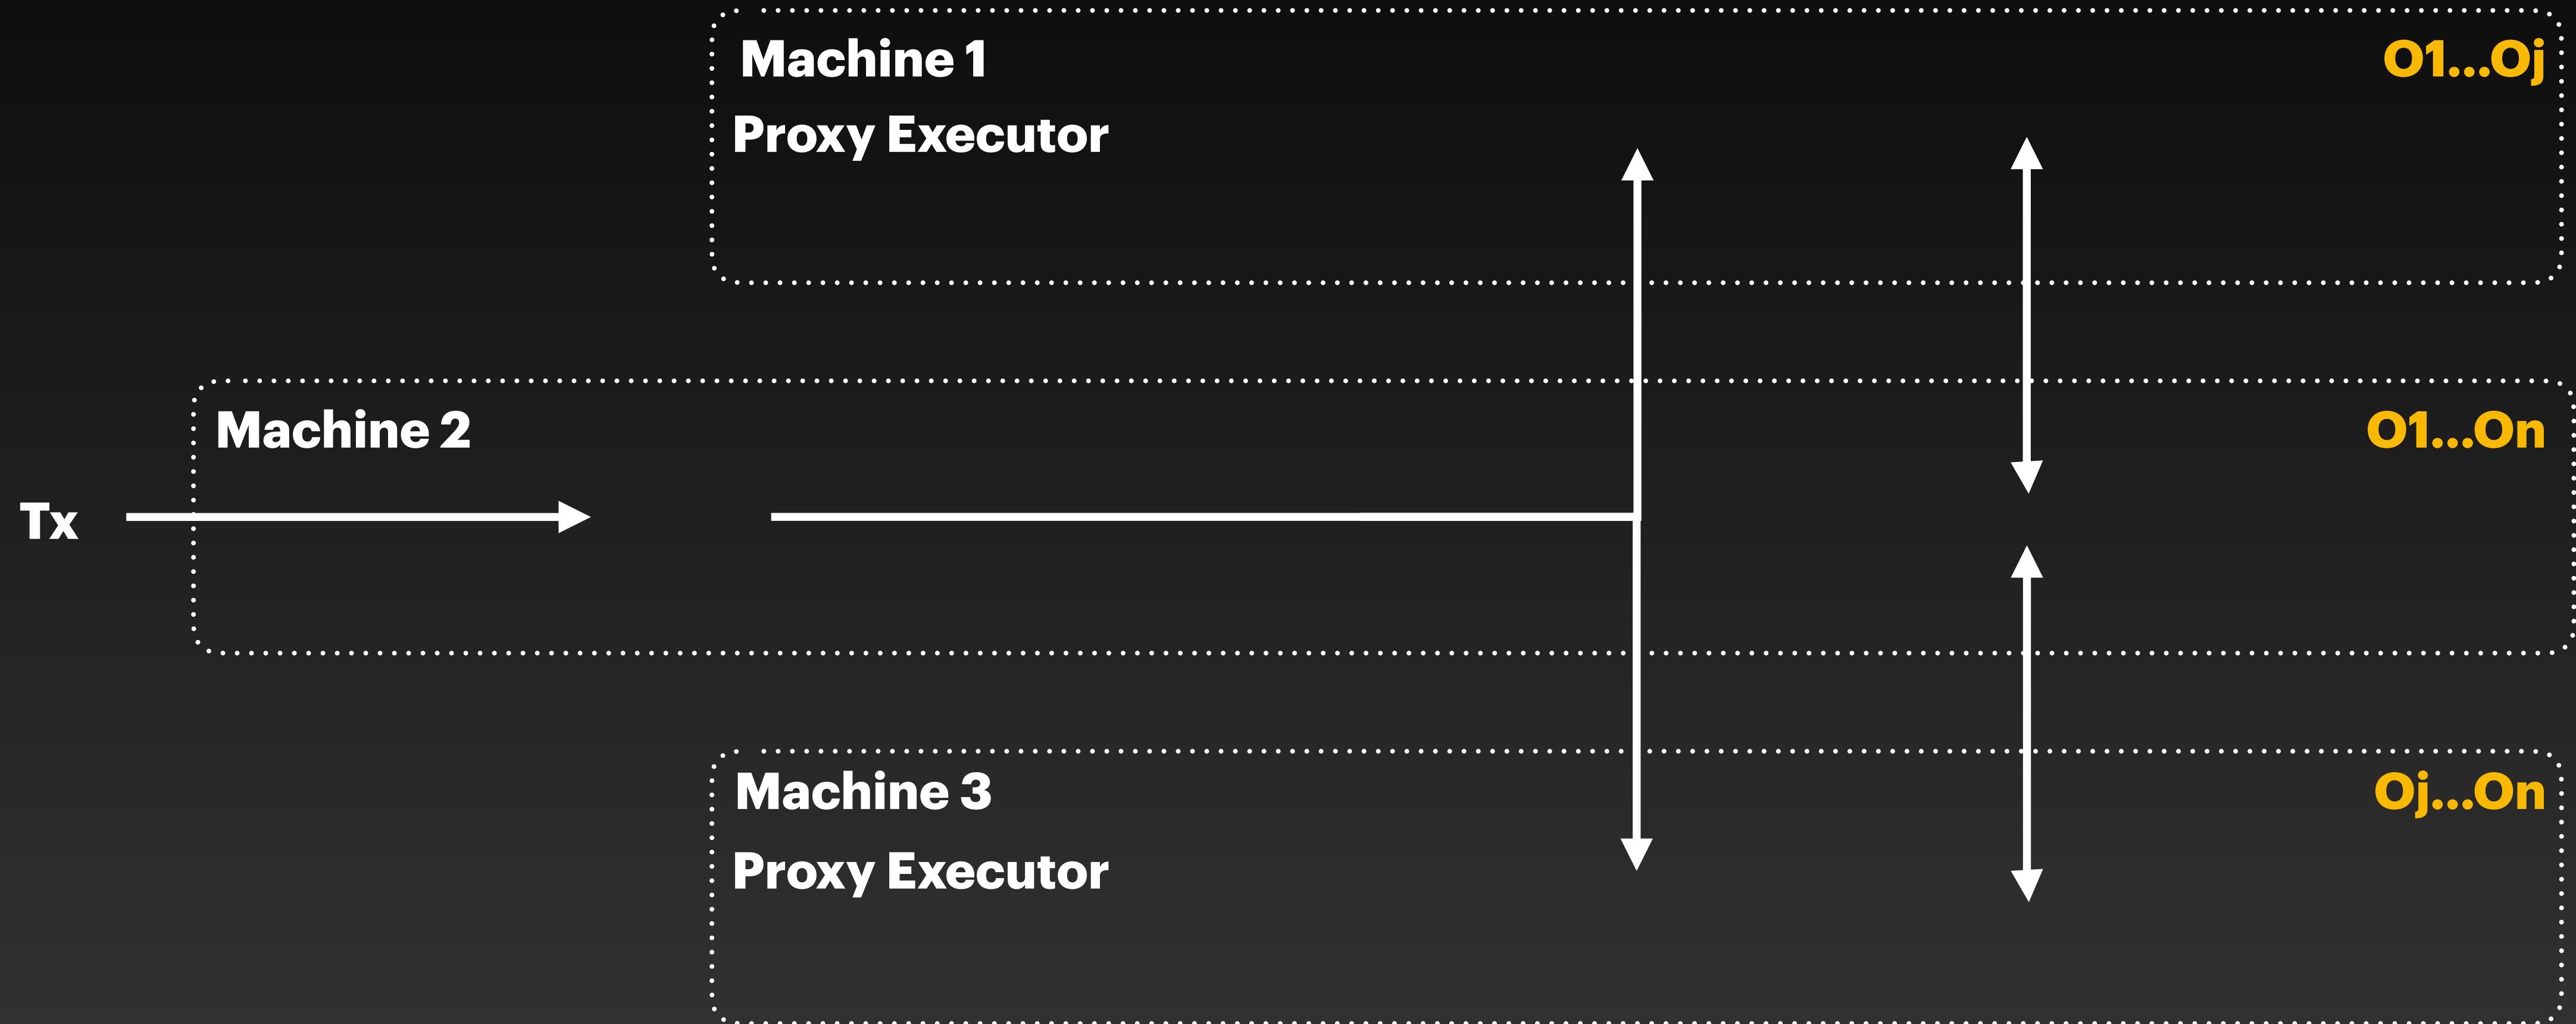 Machine 1
O1...Oj
Proxy Executor
Machine 2
O1...On
Tx
Machine 3
Oj...On
Proxy Executor